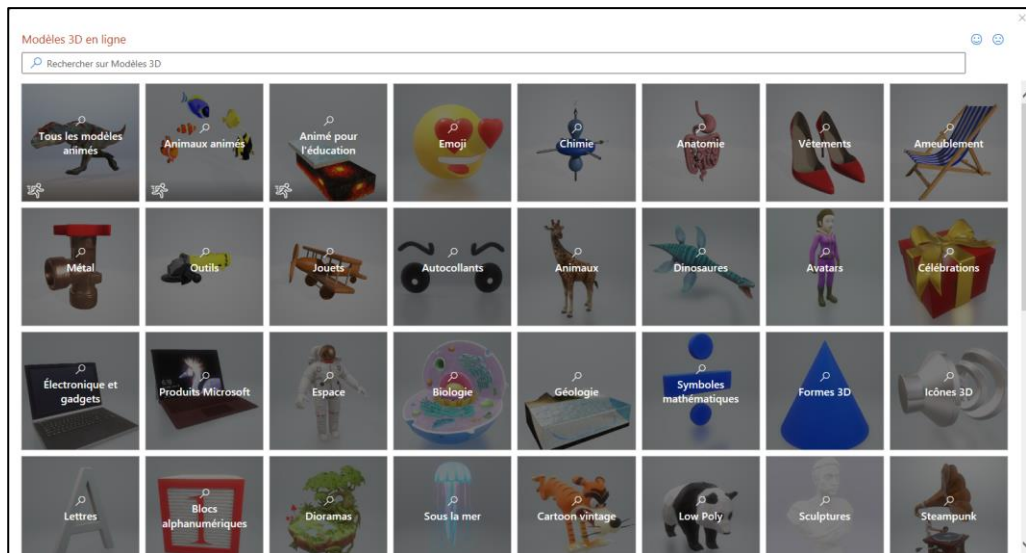 Modèles 3D en ligne
Rechercher sur Modèles 3D
Tous les modèles
animés
Animaux animés
Animé pour
l'éducation
Emoji
Chimie
Anatomie
Vêtements
Ameublement
Métal
Outils
Jouets
Autocollants
Animaux
Dinosaures
Avatars
Célébrations
Électronique et
gadgets
Produits Microsoft
Espace
Biologie
Géologie
Symboles
mathématiques
Formes 3D
Icônes 3D
Lettres
Blocs
alphanumériques
Dioramas
Sous la mer
Cartoon vintage
Low Poly
Sculptures
Steampunk